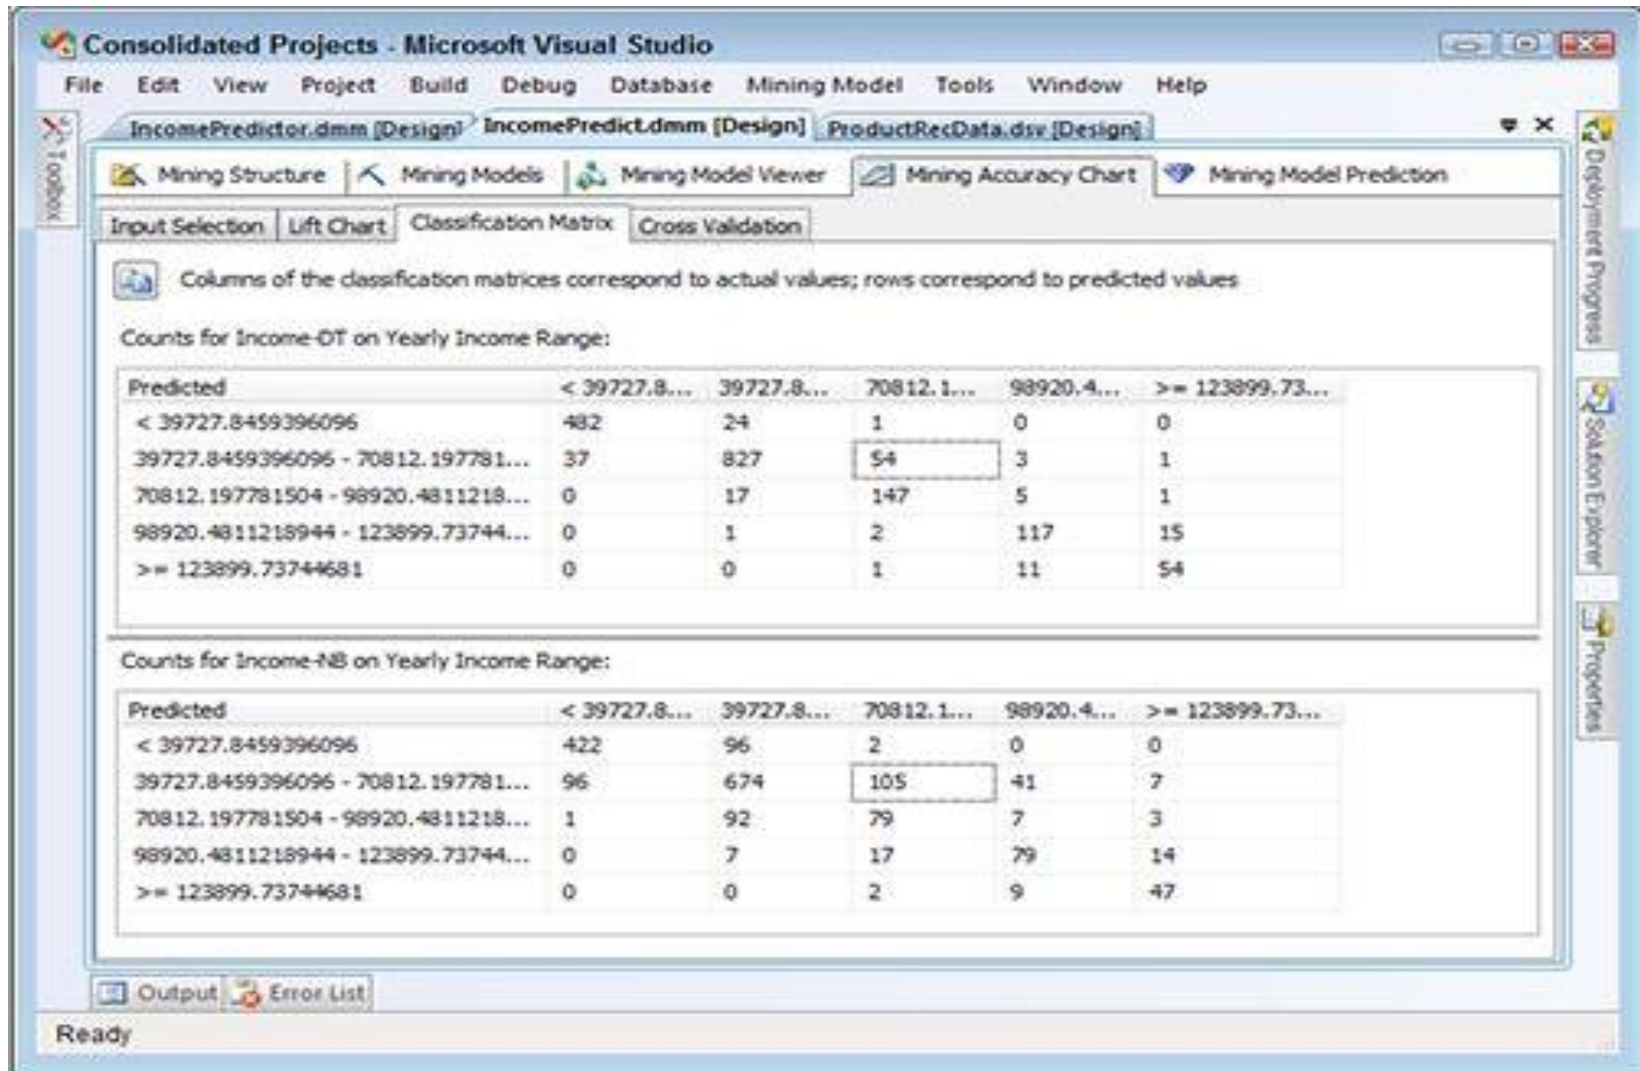 Consolidated Projects - Microsoft Visual Studio
File Edit View Project Build Debug Database Mining Model Tools Window Help
IncomePredictor.dmm [Design] IncomePredict.dmm [Design] ProductRecData.dsv [Design]
Mining Structure Mining Models Mining Model Viewer Mining Accuracy Chart Mining Model Prediction
Input Selection Lift Chart Classification Matrix Cross Validation
Columns of the classification matrices correspond to actual values; rows correspond to predicted values
Counts for Income-DT on Yearly Income Range:
Predicted < 39727.8... 39727.8... 70812.1... 98920.4... >= 123899.73...
< 39727.8459396096 482 24 1 0 0
39727.8459396096 - 70812.197781... 37 827 54 3 1
70812.197781504 - 98920.4811218... 0 17 147 5 1
98920.4811218944 - 123899.73744... 0 1 2 117 15
>= 123899.73744681 0 0 1 11 54
Counts for Income-NB on Yearly Income Range:
Predicted < 39727.8... 39727.8... 70812.1... 98920.4... >= 123899.73...
< 39727.8459396096 422 96 2 0 0
39727.8459396096 - 70812.197781... 96 674 105 41 7
70812.197781504 - 98920.4811218... 1 92 79 7 3
98920.4811218944 - 123899.73744... 0 7 17 79 14
>= 123899.73744681 0 0 2 9 47
Output Error List
Ready
Toolbox
Deployment Progress
Solution Explorer
Properties